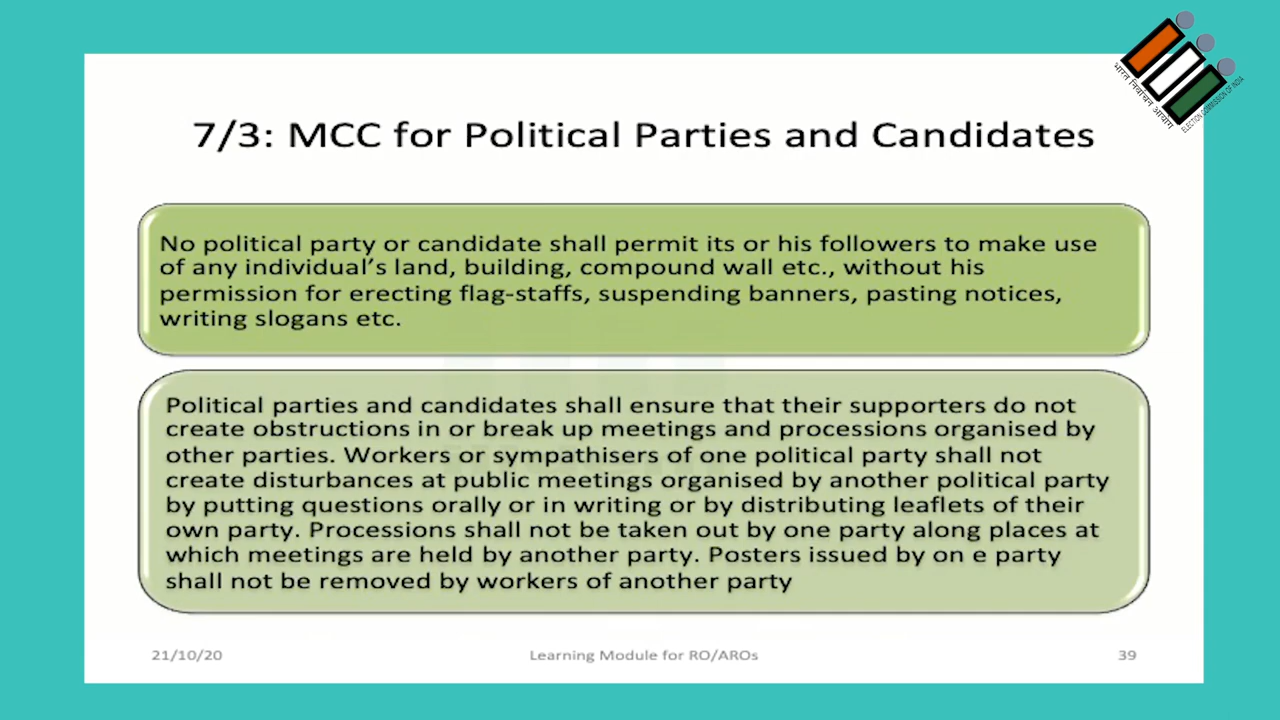 भारत निर्वाचन आयोग
ELECTION COMMISSION OF INDIA
7/3: MCC for Political Parties and Candidates
No political party or candidate shall permit its or his followers to make use
of any individual’s land, building, compound wall etc., without his
permission for erecting flag-staffs, suspending banners, pasting notices,
writing slogans etc.
Political parties and candidates shall ensure that their supporters do not
create obstructions in or break up meetings and processions organised by
other parties. Workers or sympathisers of one political party shall not
create disturbances at public meetings organised by another political party
by putting questions orally or in writing or by distributing leaflets of their
own party. Processions shall not be taken out by one party along places at
which meetings are held by another party. Posters issued by on e party
shall not be removed by workers of another party
21/10/20
Learning Module for RO/AROs
39